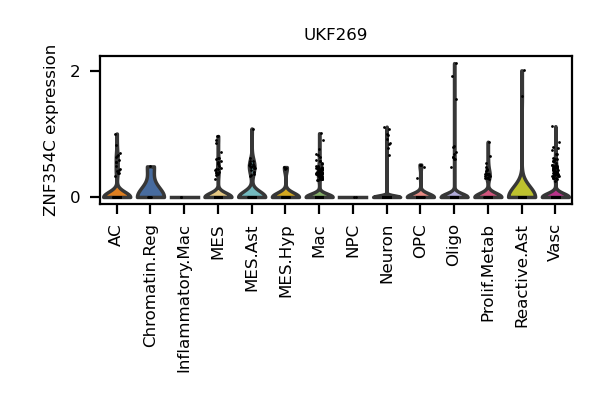 UKF269
ZNF354C expression
2
0
AC
Chromatin.Reg
Inflammatory.Mac
MES
MES.Ast
MES.Hyp
Mac
NPC
Neuron
OPC
Oligo
Prolif.Metab
Reactive.Ast
Vasc